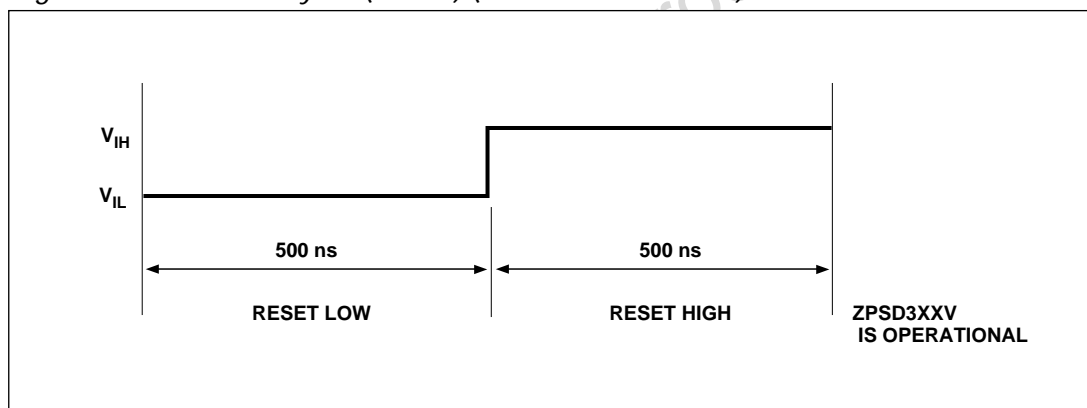 V_IH
V_IL
500 ns 500 ns
RESET LOW RESET HIGH ZPSD3XXV
IS OPERATIONAL